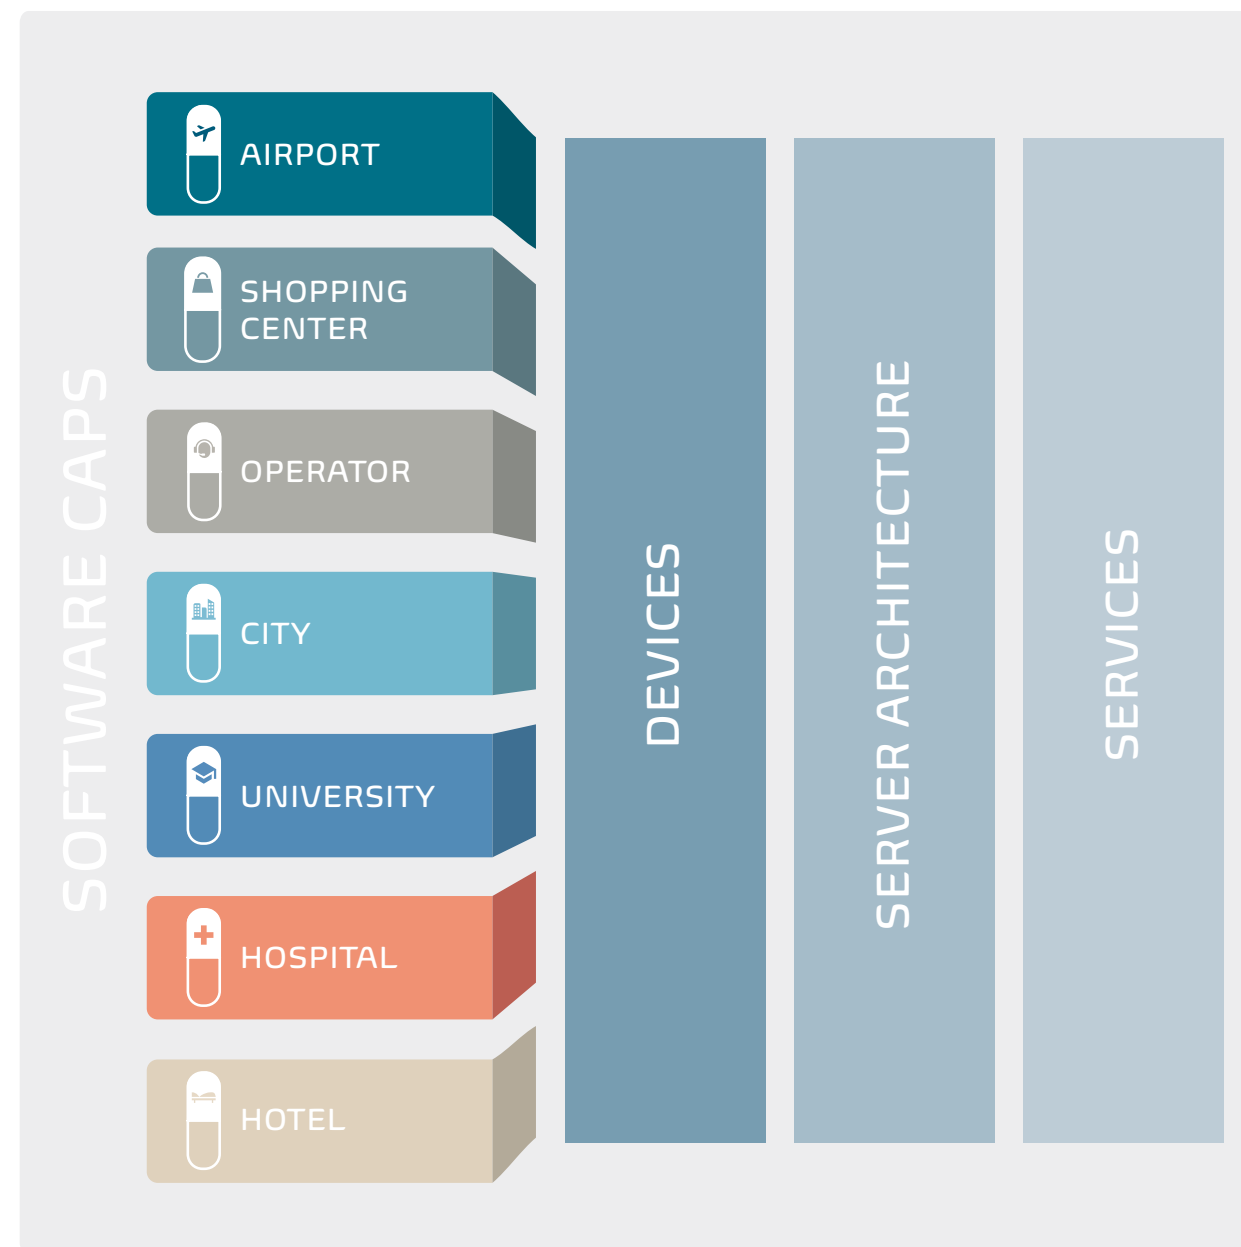 SOFTWARE CAPS
AIRPORT
SHOPPING
CENTER
OPERATOR
CITY
UNIVERSITY
HOSPITAL
HOTEL
DEVICES
SERVER ARCHITECTURE
SERVICES